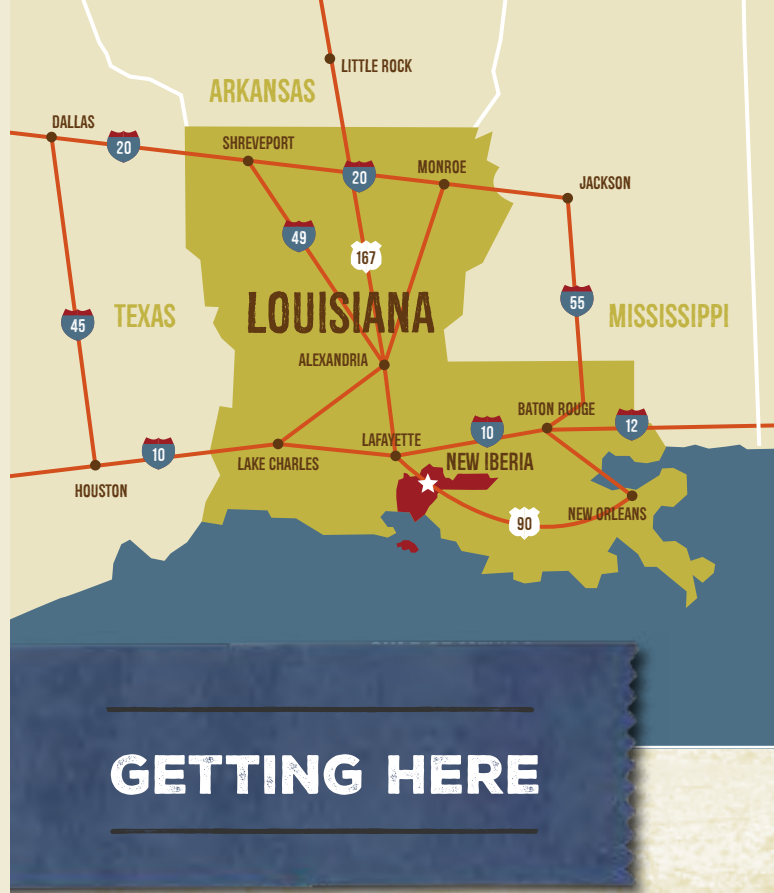 LITTLE ROCK
ARKANSAS
DALLAS
20
SHREVEPORT
20
MONROE
JACKSON
49
167
45
TEXAS
LOUISIANA
55
MISSISSIPPI
ALEXANDRIA
BATON ROUGE
12
10
LAFAYETTE
10
LAKE CHARLES
NEW IBERIA
HOUSTON
90
NEW ORLEANS
GETTING HERE